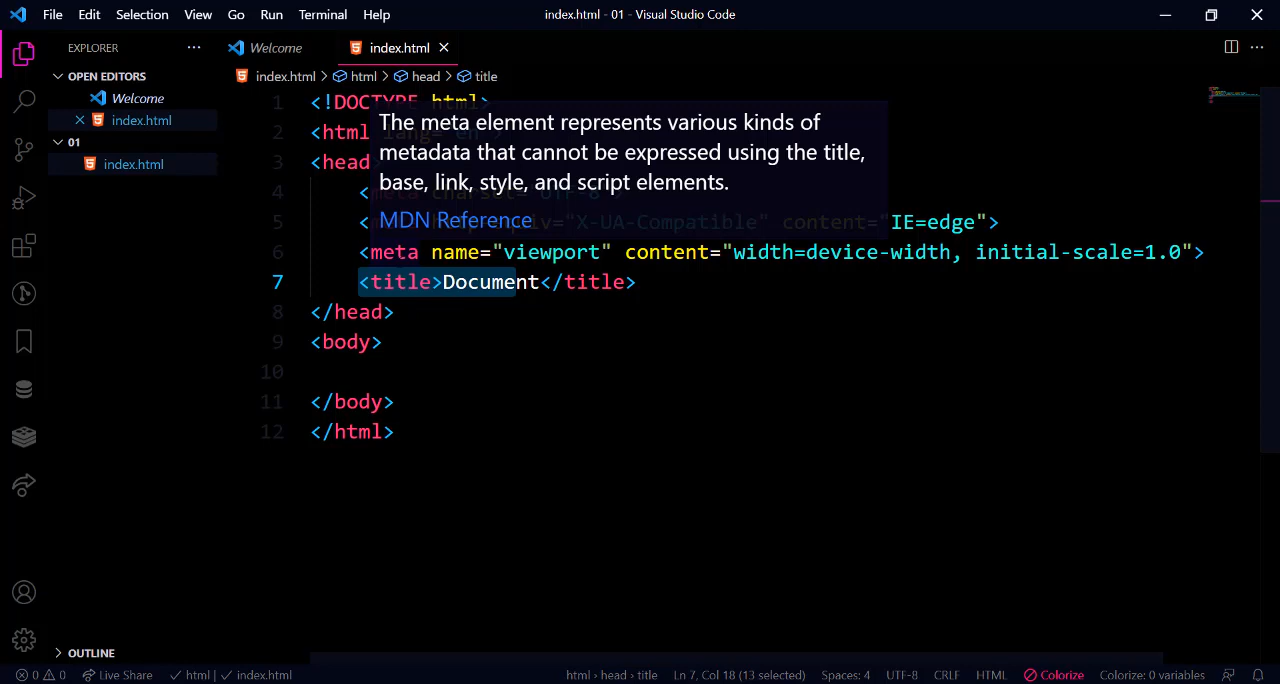 File Edit Selection View Go Run Terminal Help index.html - 01 - Visual Studio Code
EXPLORER
Welcome index.html
OPEN EDITORS
index.html > html > head > title
Welcome
index.html
01
index.html
1 <!DOCTYPE html>
2 <html
3 <head
4 <
5 < "X-UA-Compatible" content="IE=edge">
6 <meta name="viewport" content="width=device-width, initial-scale=1.0">
7 <title>Document</title>
8 </head>
9 <body>
10
11 </body>
12 </html>
The meta element represents various kinds of
metadata that cannot be expressed using the title,
base, link, style, and script elements.
MDN Reference
OUTLINE
0 0 Live Share html | index.html html > head > title Ln 7, Col 18 (13 selected) Spaces: 4 UTF-8 CRLF HTML Colorize Colorize: 0 variables